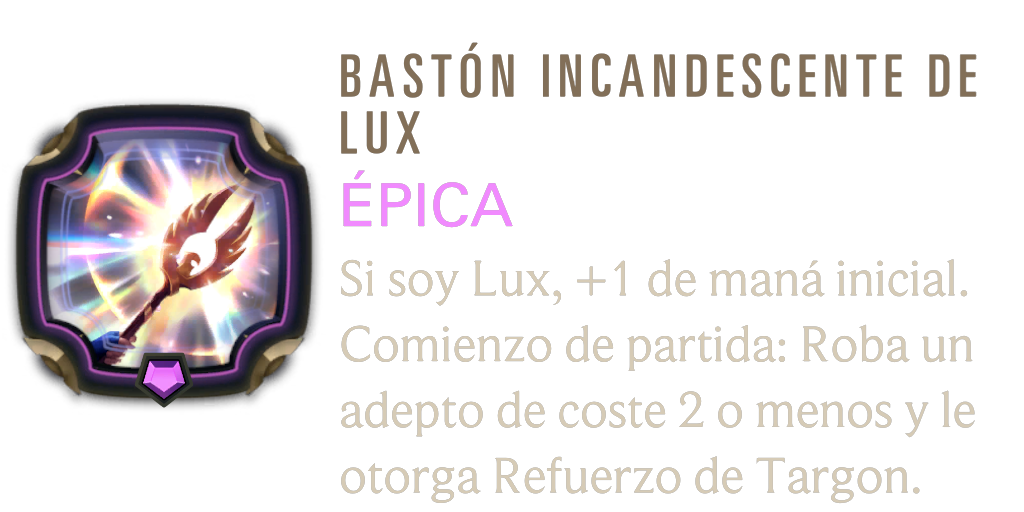 BASTÓN INCANDESCENTE DE
LUX
ÉPICA
Si soy Lux, +1 de maná inicial.
Comienzo de partida: Roba un
adepto de coste 2 o menos y le
otorga Refuerzo de Targon.